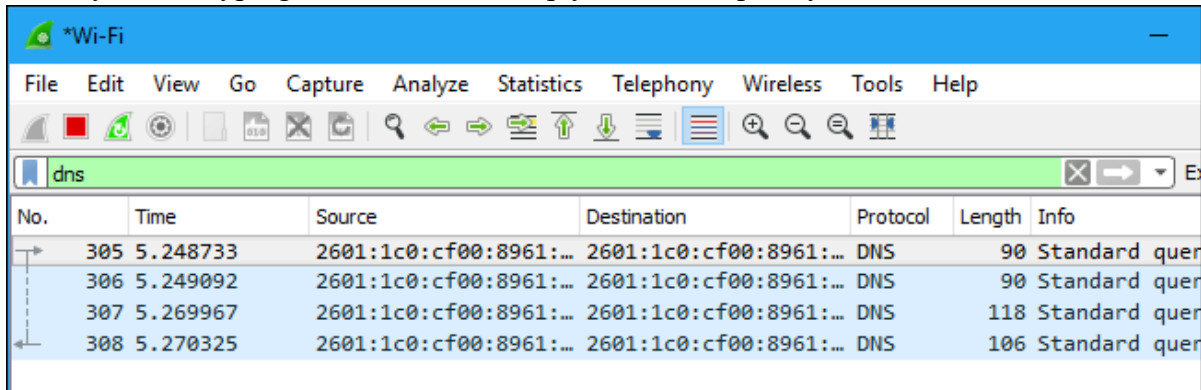 *Wi-Fi
File Edit View Go Capture Analyze Statistics Telephony Wireless Tools Help
dns
No. Time Source Destination Protocol Length Info
305 5.248733 2601:1c0:cf00:8961:… 2601:1c0:cf00:8961:… DNS 90 Standard quer
306 5.249092 2601:1c0:cf00:8961:… 2601:1c0:cf00:8961:… DNS 90 Standard quer
307 5.269967 2601:1c0:cf00:8961:… 2601:1c0:cf00:8961:… DNS 118 Standard quer
308 5.270325 2601:1c0:cf00:8961:… 2601:1c0:cf00:8961:… DNS 106 Standard quer